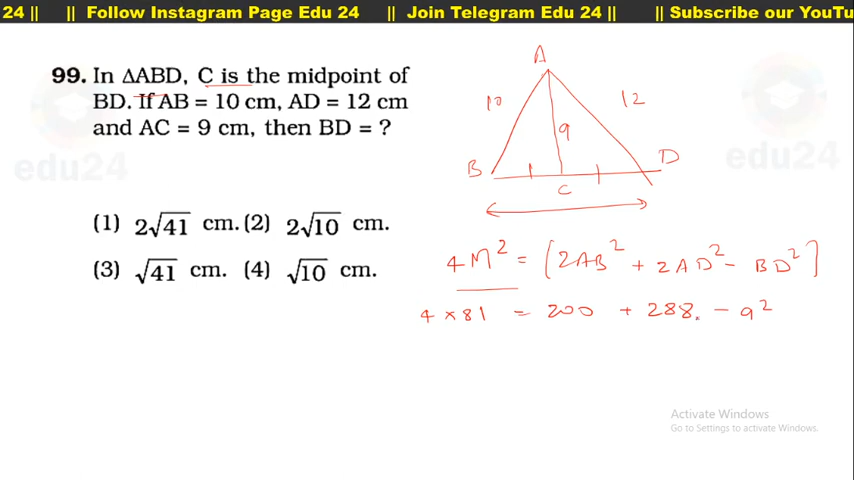 24 || || Follow Instagram Page Edu 24 || Join Telegram Edu 24 || || Subscribe our YouTu
99. In ΔABD, C is the midpoint of
BD. If AB = 10 cm, AD = 12 cm
and AC = 9 cm, then BD = ?
(1) 2√41 cm. (2) 2√10 cm.
(3) √41 cm. (4) √10 cm.
A
10
12
9
B
D
C
4M² = [2AB² + 2AD² - BD²]
4 × 81 = 200 + 288. - a²
edu24
edu24
Activate Windows
Go to Settings to activate Windows.